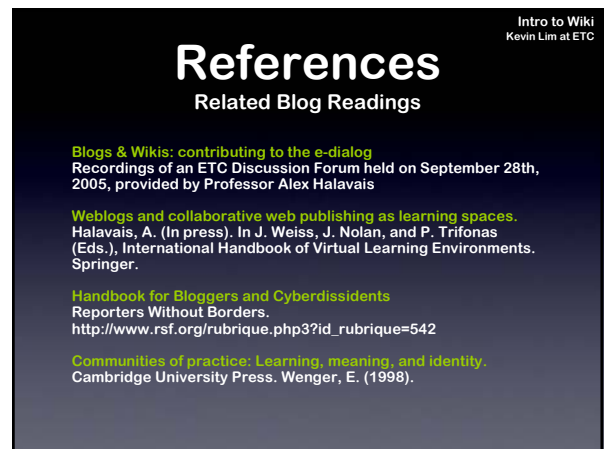 Intro to Wiki
Kevin Lim at ETC
References
Related Blog Readings
Blogs & Wikis: contributing to the e-dialog
Recordings of an ETC Discussion Forum held on September 28th,
2005, provided by Professor Alex Halavais
Weblogs and collaborative web publishing as learning spaces.
Halavais, A. (In press). In J. Weiss, J. Nolan, and P. Trifonas
(Eds.), International Handbook of Virtual Learning Environments.
Springer.
Handbook for Bloggers and Cyberdissidents
Reporters Without Borders.
http://www.rsf.org/rubrique.php3?id_rubrique=542
Communities of practice: Learning, meaning, and identity.
Cambridge University Press. Wenger, E. (1998).